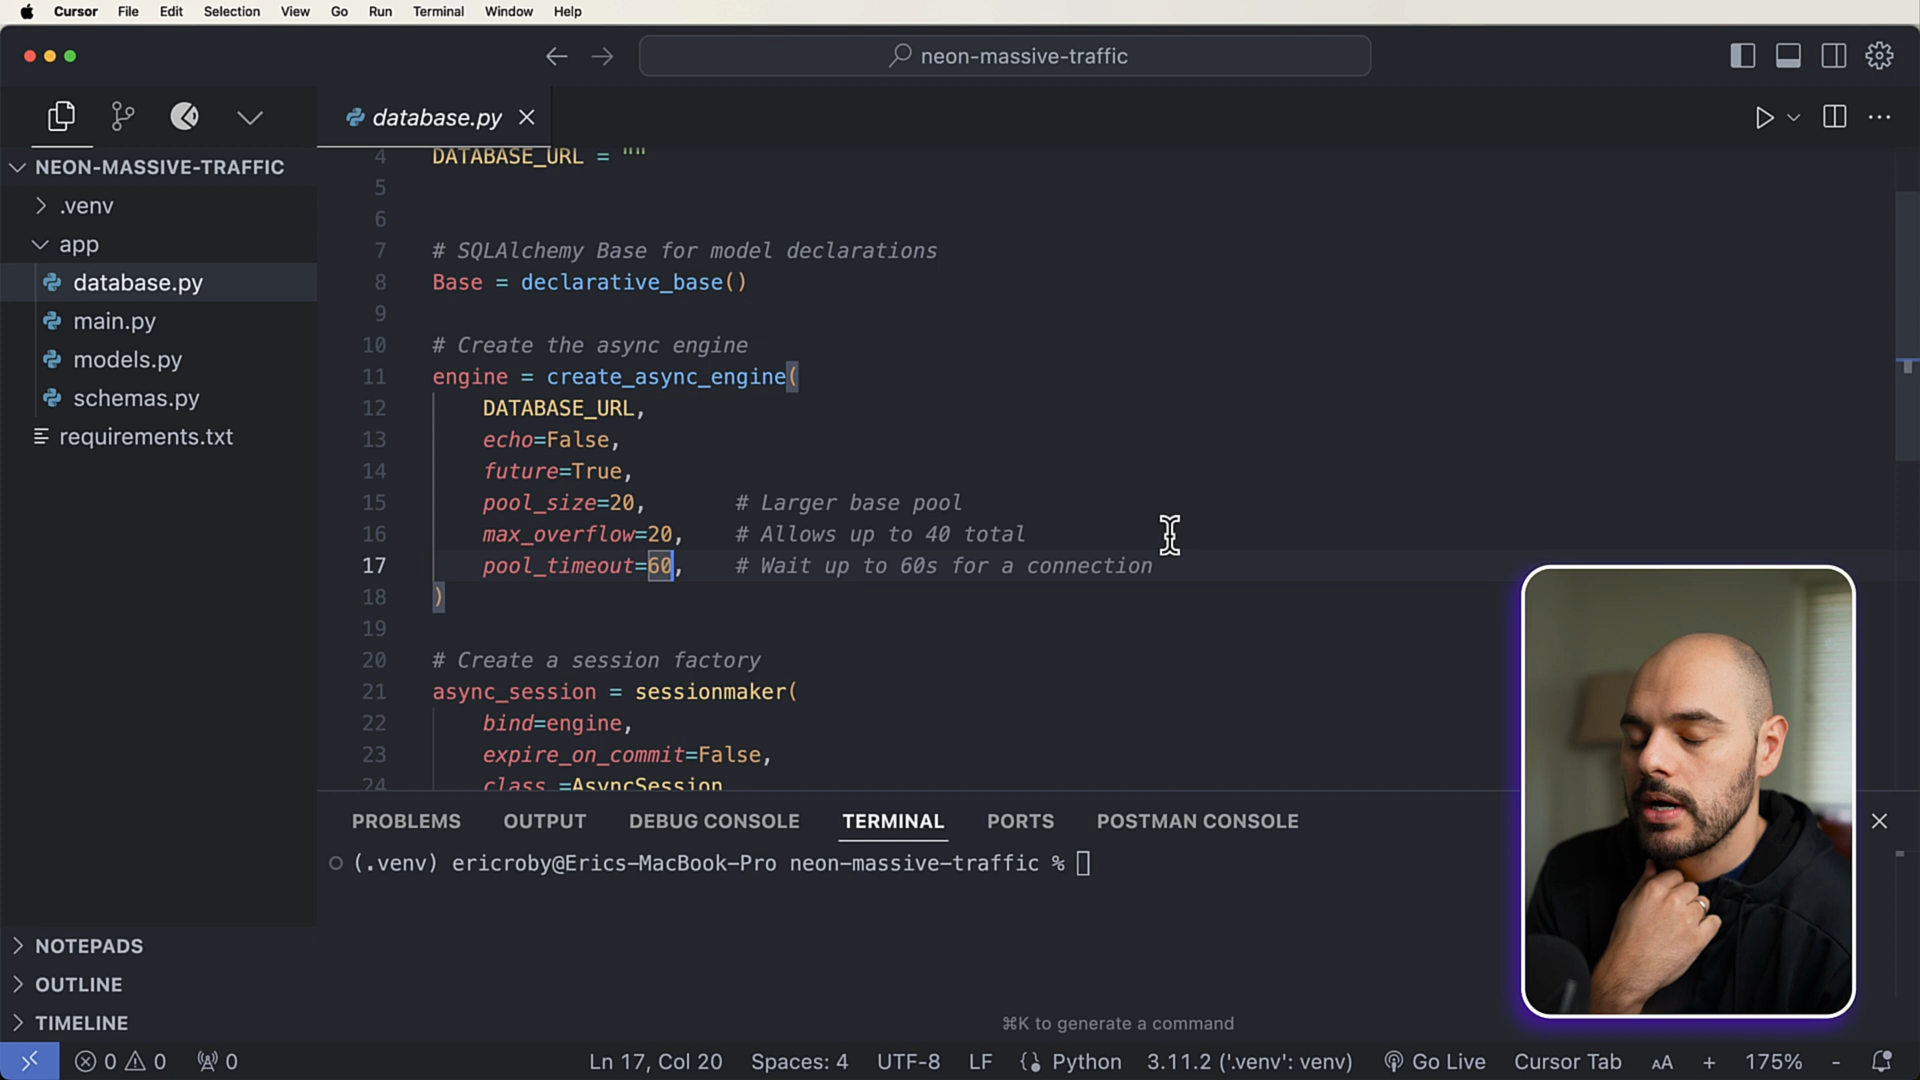 Cursor File Edit Selection View Go Run Terminal Window Help
neon-massive-traffic
database.py
NEON-MASSIVE-TRAFFIC
.venv
app
database.py
main.py
models.py
schemas.py
requirements.txt
4 DATABASE_URL = ""
5
6
7 # SQLAlchemy Base for model declarations
8 Base = declarative_base()
9
10 # Create the async engine
11 engine = create_async_engine(
12 DATABASE_URL,
13 echo=False,
14 future=True,
15 pool_size=20, # Larger base pool
16 max_overflow=20, # Allows up to 40 total
17 pool_timeout=60, # Wait up to 60s for a connection
18 )
19
20 # Create a session factory
21 async_session = sessionmaker(
22 bind=engine,
23 expire_on_commit=False,
24 class_=AsyncSession
PROBLEMS OUTPUT DEBUG CONSOLE TERMINAL PORTS POSTMAN CONSOLE
(.venv) ericroby@Erics-MacBook-Pro neon-massive-traffic %
NOTEPADS
OUTLINE
TIMELINE
⌘K to generate a command
0 0 0 Ln 17, Col 20 Spaces: 4 UTF-8 LF {} Python 3.11.2 ('.venv': venv) Go Live Cursor Tab AA + 175% -